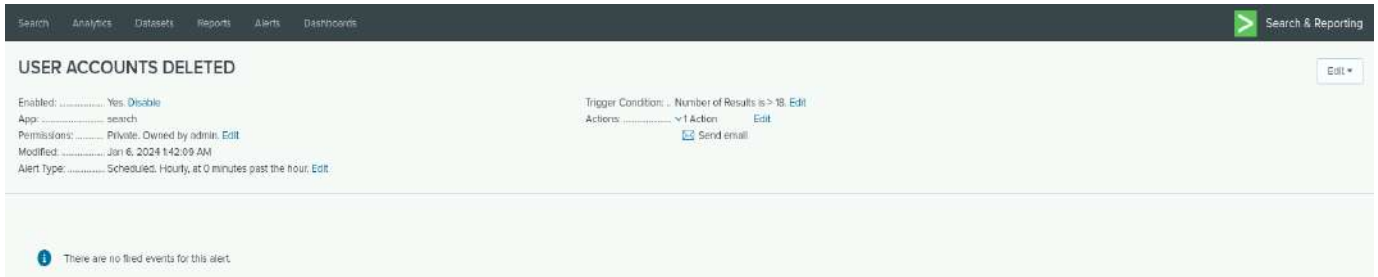 Search Analytics Datasets Reports Alerts Dashboards Search & Reporting
USER ACCOUNTS DELETED
Edit
Enabled: ................ Yes. Disable
App: ....................... search
Permissions: .......... Private. Owned by admin. Edit
Modified: ............... Jan 6, 2024 1:42:09 AM
Alert Type: ............. Scheduled. Hourly, at 0 minutes past the hour. Edit
Trigger Condition: .. Number of Results is > 18. Edit
Actions: ................. 1 Action Edit
Send email
There are no fired events for this alert.